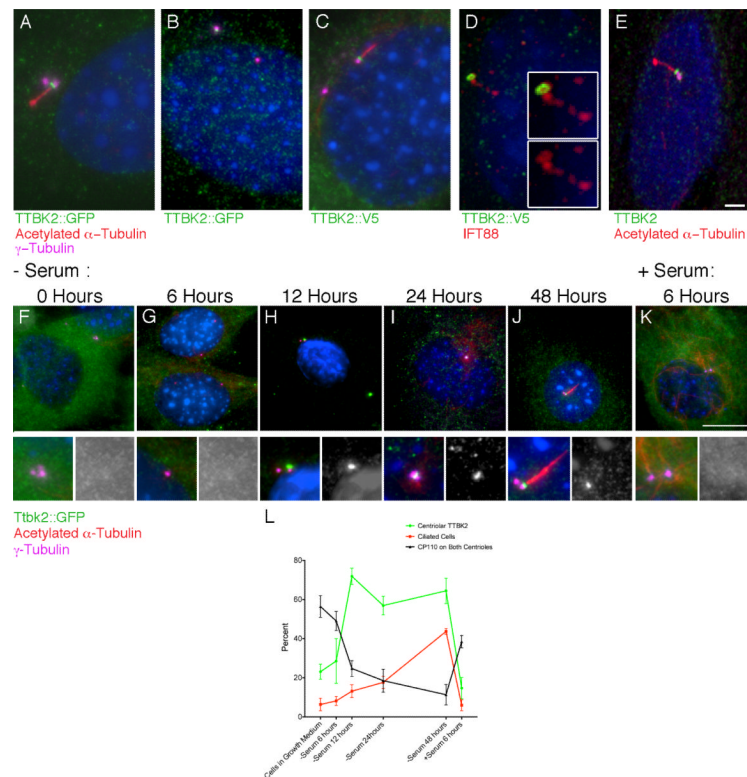 A B C D E
TTBK2::GFP TTBK2::GFP TTBK2::V5 TTBK2::V5 TTBK2
Acetylated α-Tubulin IFT88 Acetylated α-Tubulin
γ-Tubulin
- Serum : + Serum:
0 Hours 6 Hours 12 Hours 24 Hours 48 Hours 6 Hours
F G H I J K
Ttbk2::GFP
Acetylated α-Tubulin
γ-Tubulin
L
Centriolar TTBK2
Ciliated Cells
CP110 on Both Centrioles
80
60
40
20
0
Percent
Cells in Growth Medium
-Serum 6 hours
-Serum 12 hours
-Serum 24hours
-Serum 48 hours
+Serum 6 hours